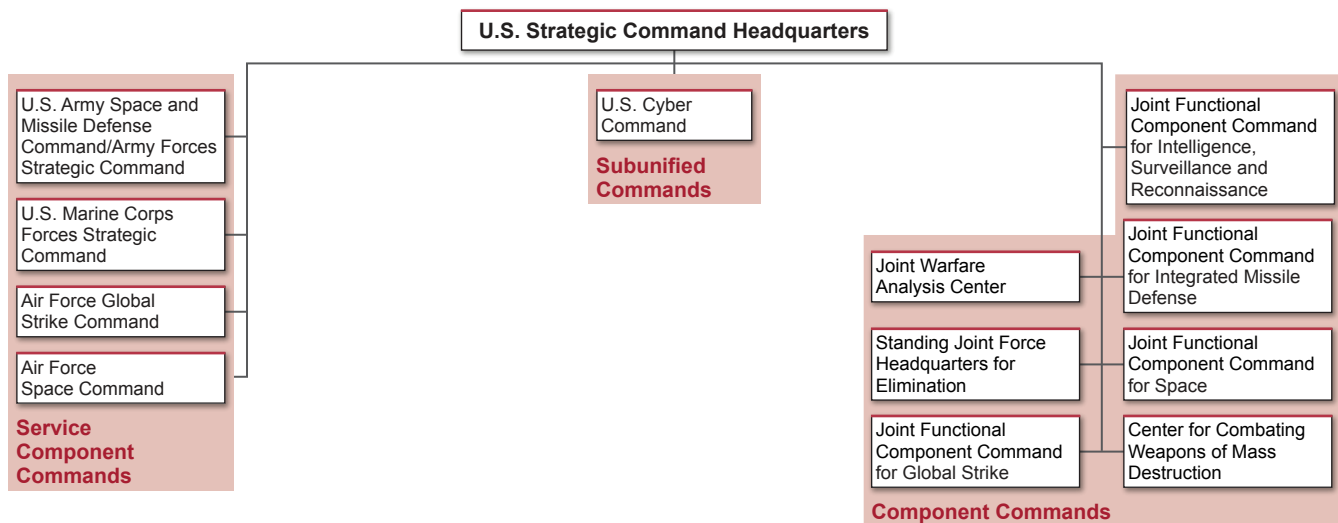 U.S. Strategic Command Headquarters
U.S. Army Space and
Missile Defense
Command/Army Forces
Strategic Command
U.S. Marine Corps
Forces Strategic
Command
Air Force Global
Strike Command
Air Force
Space Command
Service
Component
Commands
U.S. Cyber
Command
Subunified
Commands
Joint Functional
Component Command
for Intelligence,
Surveillance and
Reconnaissance
Joint Warfare
Analysis Center
Joint Functional
Component Command
for Integrated Missile
Defense
Standing Joint Force
Headquarters for
Elimination
Joint Functional
Component Command
for Space
Joint Functional
Component Command
for Global Strike
Center for Combating
Weapons of Mass
Destruction
Component Commands